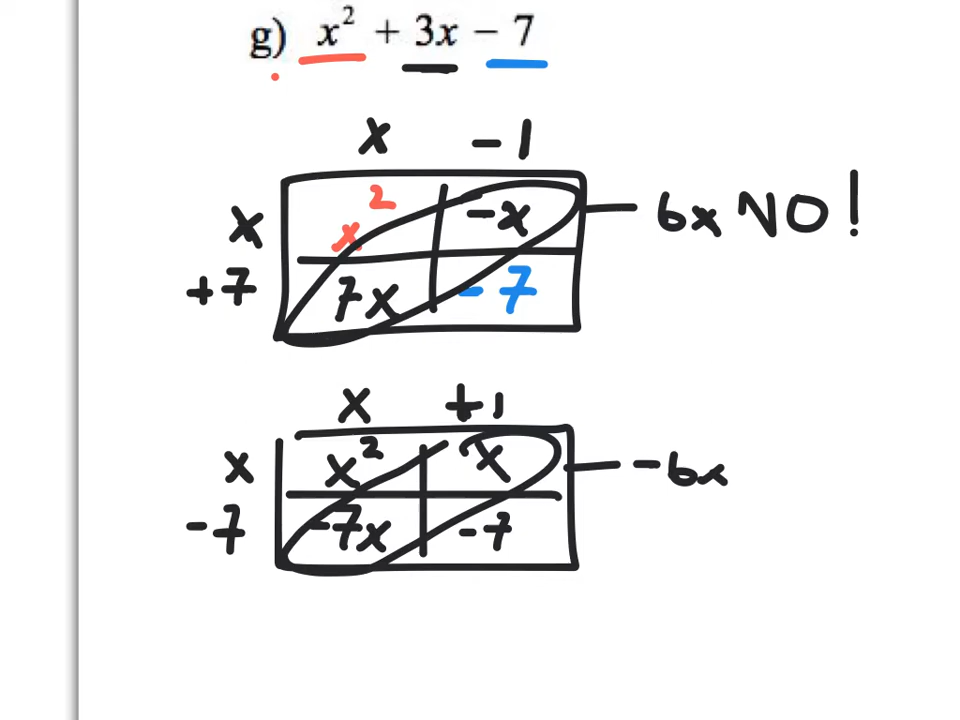 g) x² + 3x − 7
x −1
x x² −x 6x NO!
+7 7x −7
x +1
x x² x −6x
−7 −7x −7